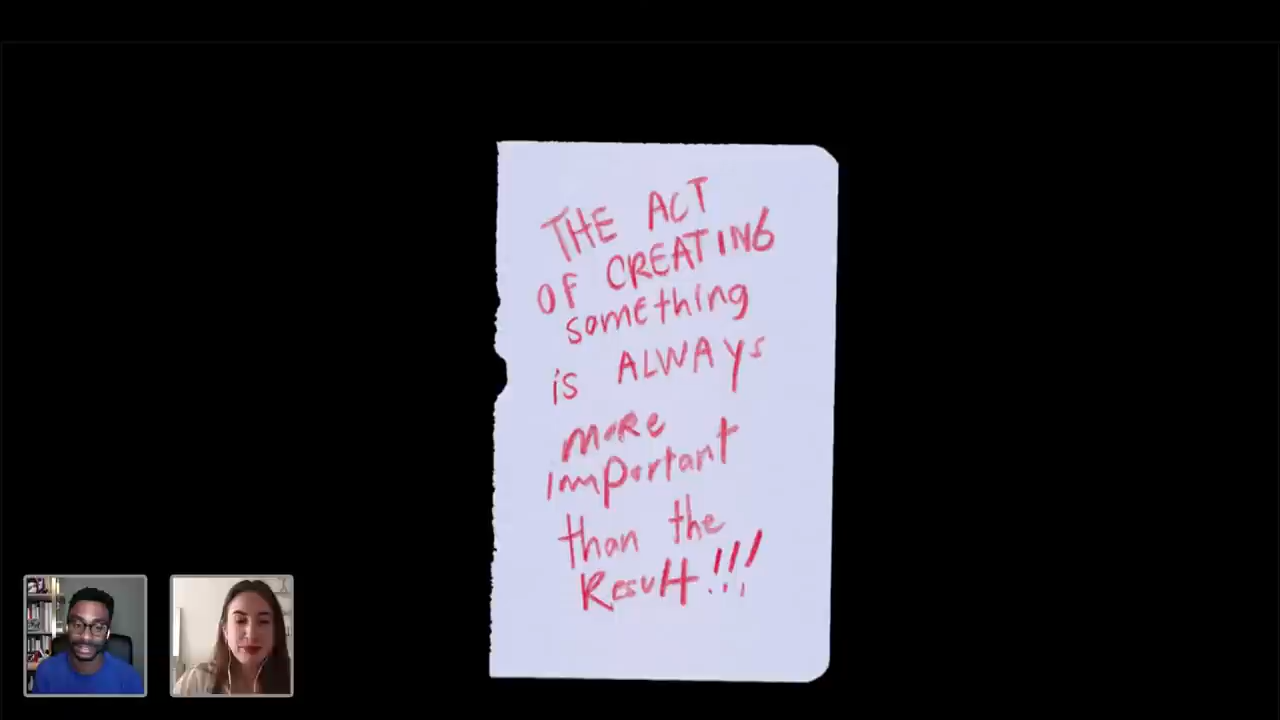 THE ACT
OF CREATING
something
is ALWAYs
moRe
important
than the
Result!!!